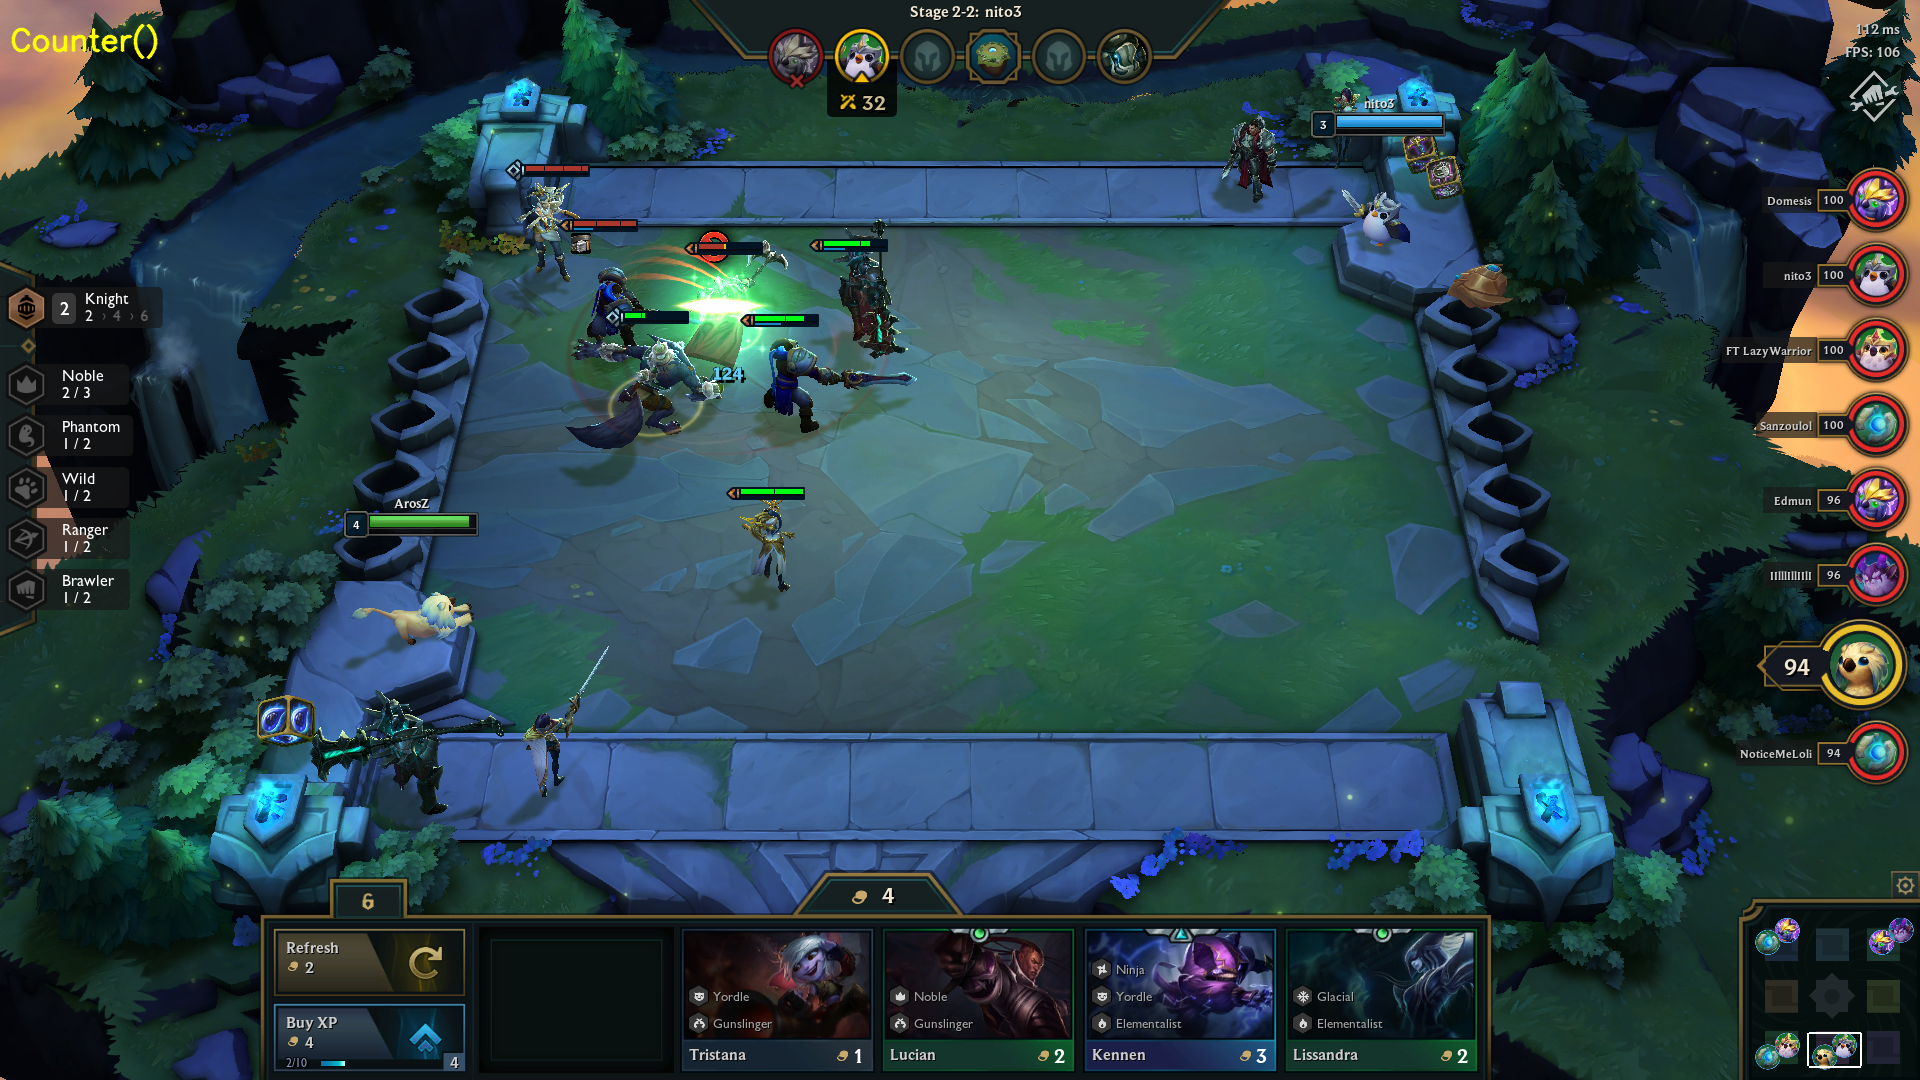 Stage 2-2: nito3
Counter()
112 ms
FPS: 106
32
nito3
3
Domesis 100
nito3 100
FT LazyWarrior 100
Sanzoulol 100
Edmun 96
94
NoticeMeLoli 94
2
Knight
2 › 4 › 6
Noble
2 / 3
Phantom
1 / 2
Wild
1 / 2
Ranger
1 / 2
Brawler
1 / 2
124
ArosZ
4
6
4
Refresh
2
Buy XP
4
2/10
4
Yordle
Gunslinger
Tristana 1
Noble
Gunslinger
Lucian 2
Ninja
Yordle
Elementalist
Kennen 3
Glacial
Elementalist
Lissandra 2